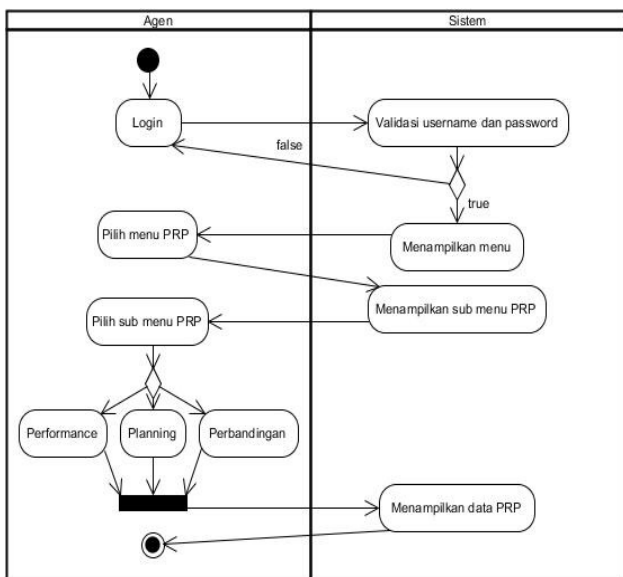 Agen
Sistem
Login
Validasi username dan password
false
true
Pilih menu PRP
Menampilkan menu
Menampilkan sub menu PRP
Pilih sub menu PRP
Performance
Planning
Perbandingan
Menampilkan data PRP